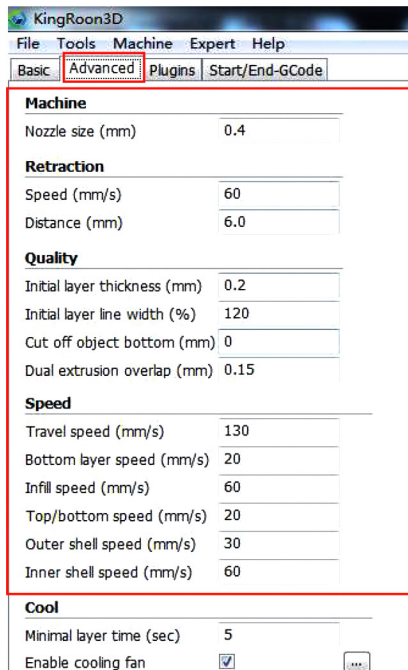 KingRoon3D
File Tools Machine Expert Help
Basic Advanced Plugins Start/End-GCode
Machine
Nozzle size (mm) 0.4
Retraction
Speed (mm/s) 60
Distance (mm) 6.0
Quality
Initial layer thickness (mm) 0.2
Initial layer line width (%) 120
Cut off object bottom (mm) 0
Dual extrusion overlap (mm) 0.15
Speed
Travel speed (mm/s) 130
Bottom layer speed (mm/s) 20
Infill speed (mm/s) 60
Top/bottom speed (mm/s) 20
Outer shell speed (mm/s) 30
Inner shell speed (mm/s) 60
Cool
Minimal layer time (sec) 5
Enable cooling fan ...